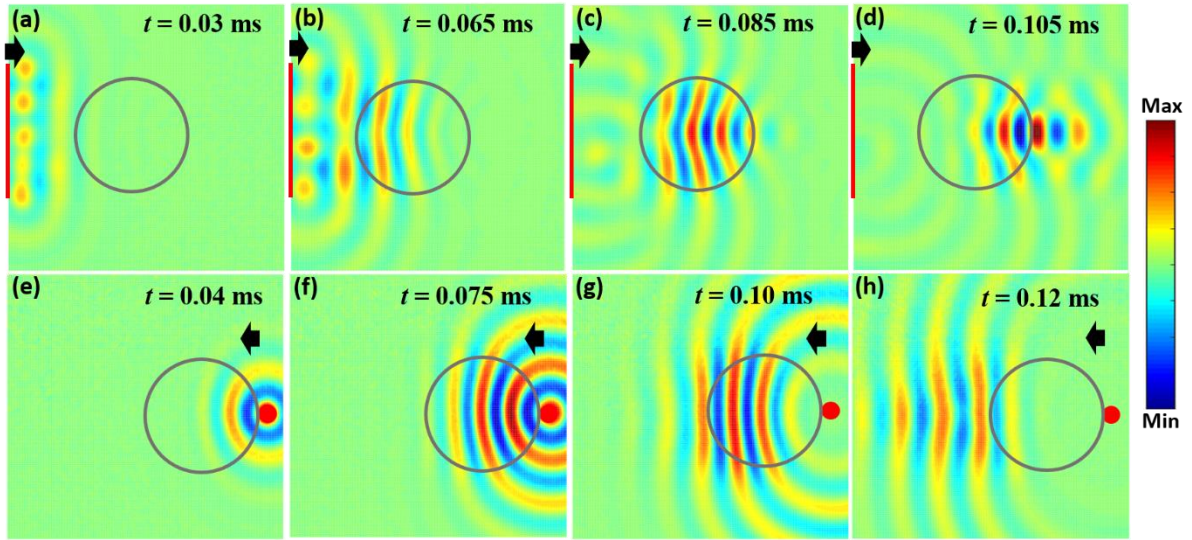 (a) t = 0.03 ms
(b) t = 0.065 ms
(c) t = 0.085 ms
(d) t = 0.105 ms
Max
Min
(e) t = 0.04 ms
(f) t = 0.075 ms
(g) t = 0.10 ms
(h) t = 0.12 ms